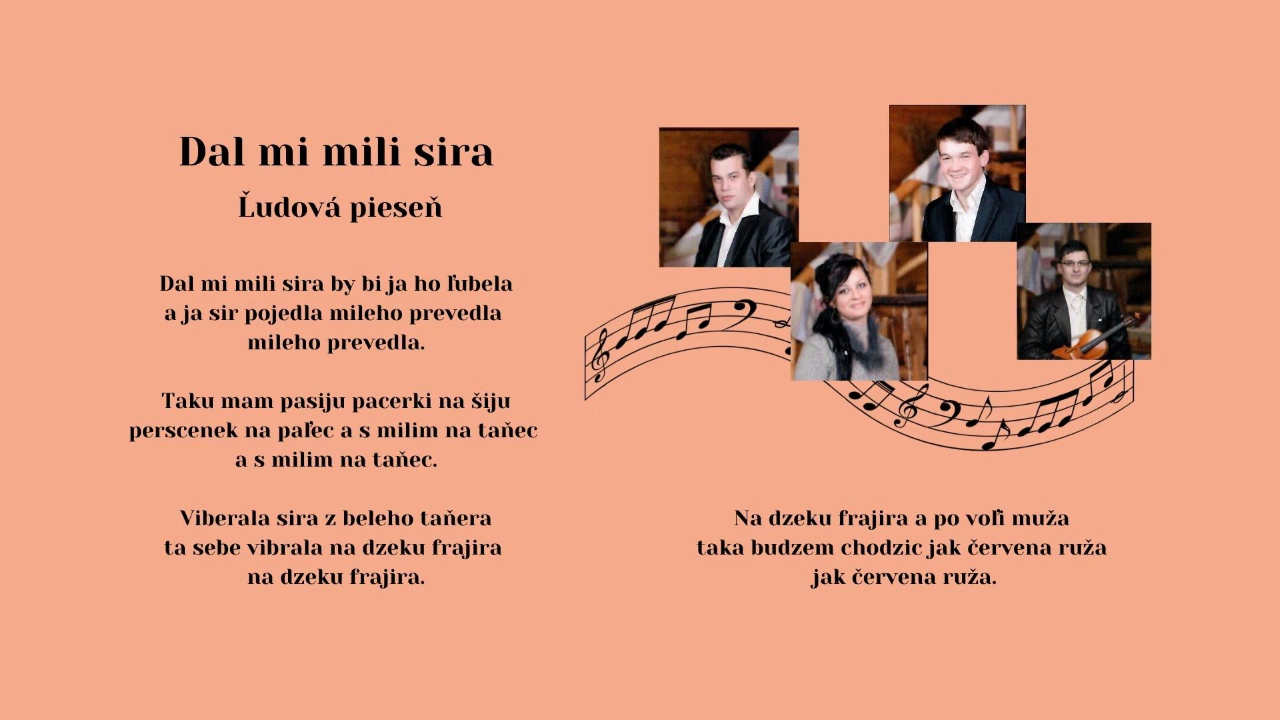 Dal mi mili sira
Ľudová pieseň
Dal mi mili sira by bi ja ho ľubela
a ja sir pojedla mileho prevedla
mileho prevedla.
Taku mam pasiju pacerki na šiju
perscenek na paľec a s milim na taňec
a s milim na taňec.
Viberala sira z beleho taňera
ta sebe vibrala na dzeku frajira
na dzeku frajira.
Na dzeku frajira a po voľi muža
taka budzem chodzic jak červena ruža
jak červena ruža.